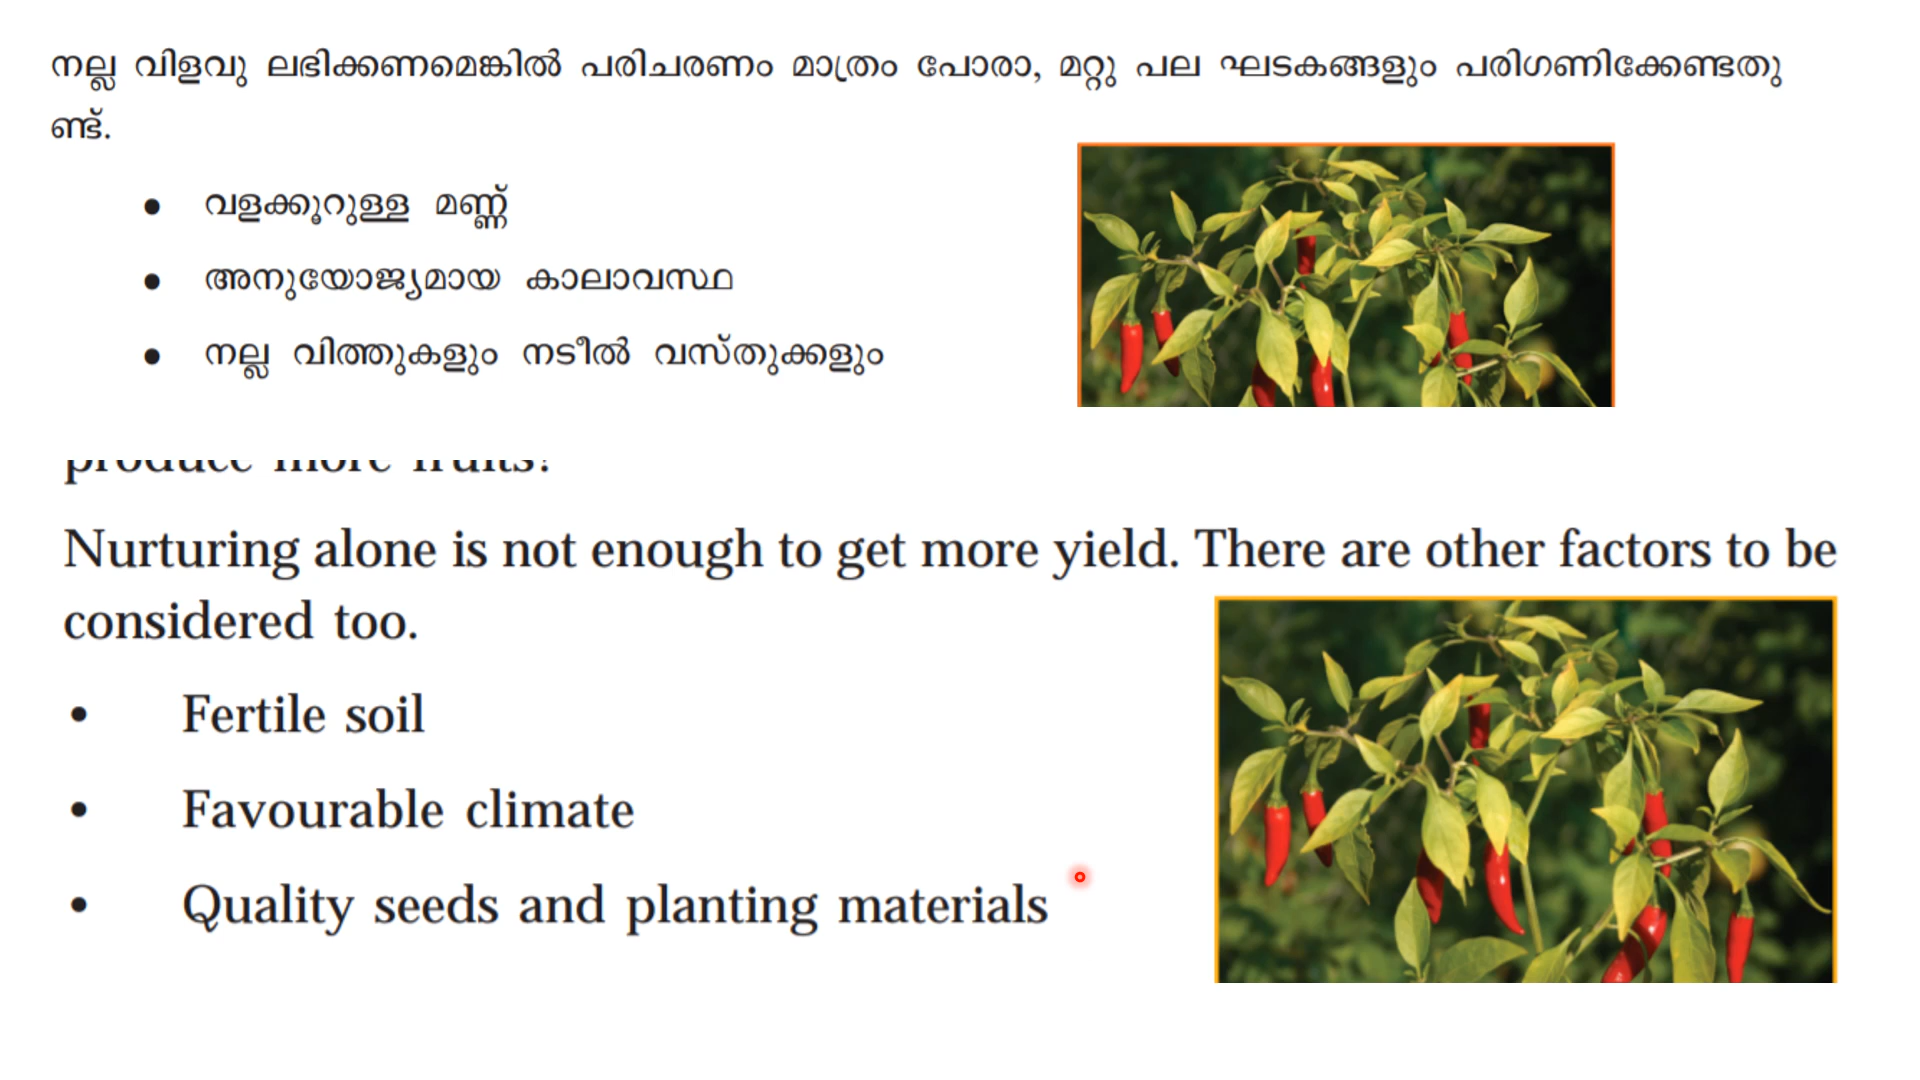 നല്ല വിളവു ലഭിക്കണമെങ്കിൽ പരിചരണം മാത്രം പോരാ, മറ്റു പല ഘടകങ്ങളും പരിഗണിക്കേണ്ടതു
ണ്ട്.
• വളക്കൂറുള്ള മണ്ണ്
• അനുയോജ്യമായ കാലാവസ്ഥ
• നല്ല വിത്തുകളും നടീൽ വസ്തുക്കളും
produce more fruits?
Nurturing alone is not enough to get more yield. There are other factors to be
considered too.
• Fertile soil
• Favourable climate
• Quality seeds and planting materials